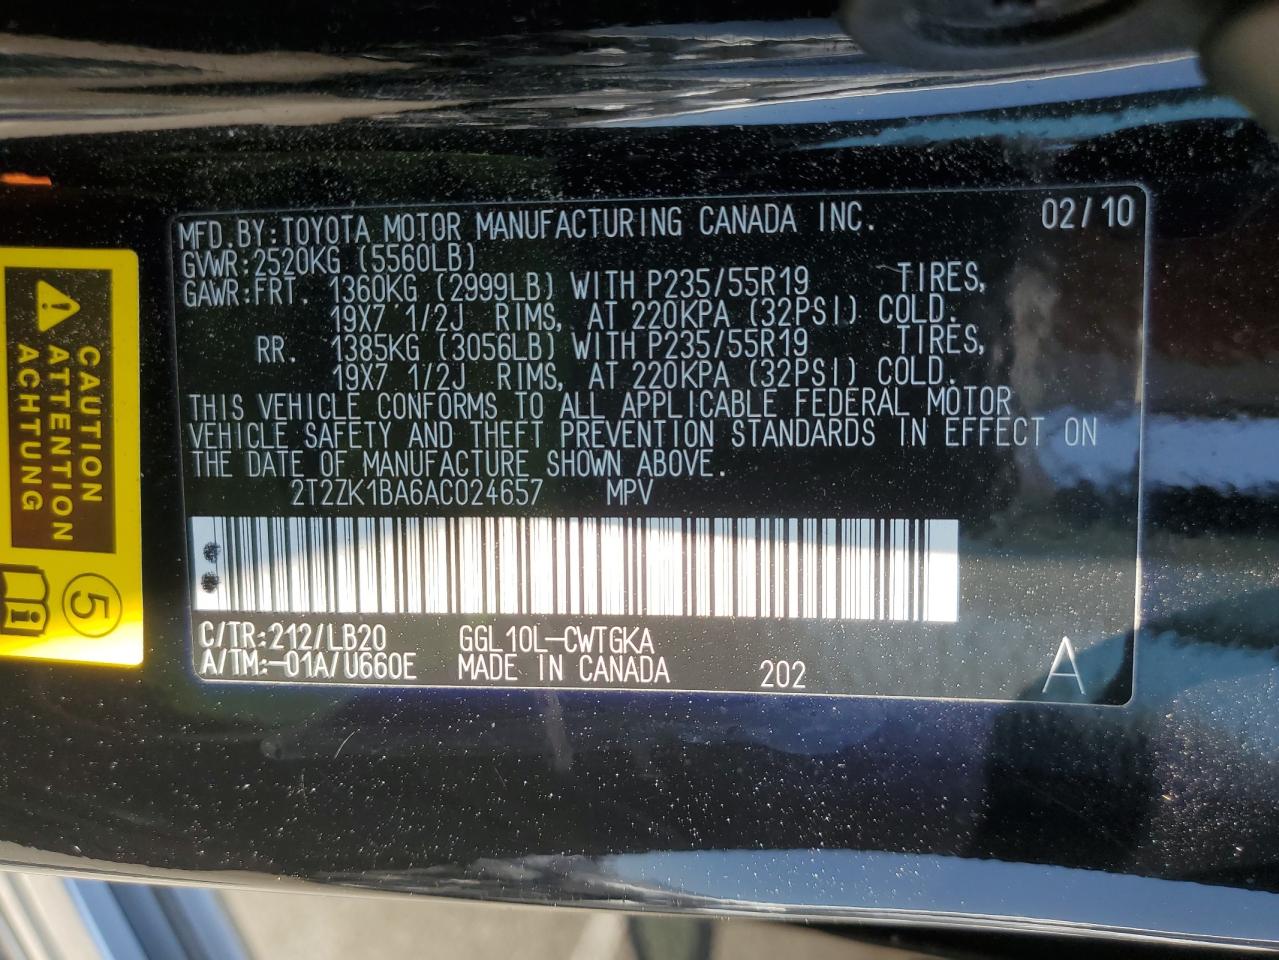 MFD.BY:TOYOTA MOTOR MANUFACTURING CANADA INC. 02/10
GVWR:2520KG (5560LB)
GAWR:FRT. 1360KG (2999LB) WITH P235/55R19 TIRES,
19X7 1/2J RIMS, AT 220KPA (32PSI) COLD.
RR. 1385KG (3056LB) WITH P235/55R19 TIRES,
19X7 1/2J RIMS, AT 220KPA (32PSI) COLD.
THIS VEHICLE CONFORMS TO ALL APPLICABLE FEDERAL MOTOR
VEHICLE SAFETY AND THEFT PREVENTION STANDARDS IN EFFECT ON
THE DATE OF MANUFACTURE SHOWN ABOVE.
2T2ZK1BA6AC024657 MPV
C/TR:212/LB20 GGL10L-CWTGKA
A/TM:-01A/U660E MADE IN CANADA 202 A
CAUTION
ATTENTION
ACHTUNG
5
i